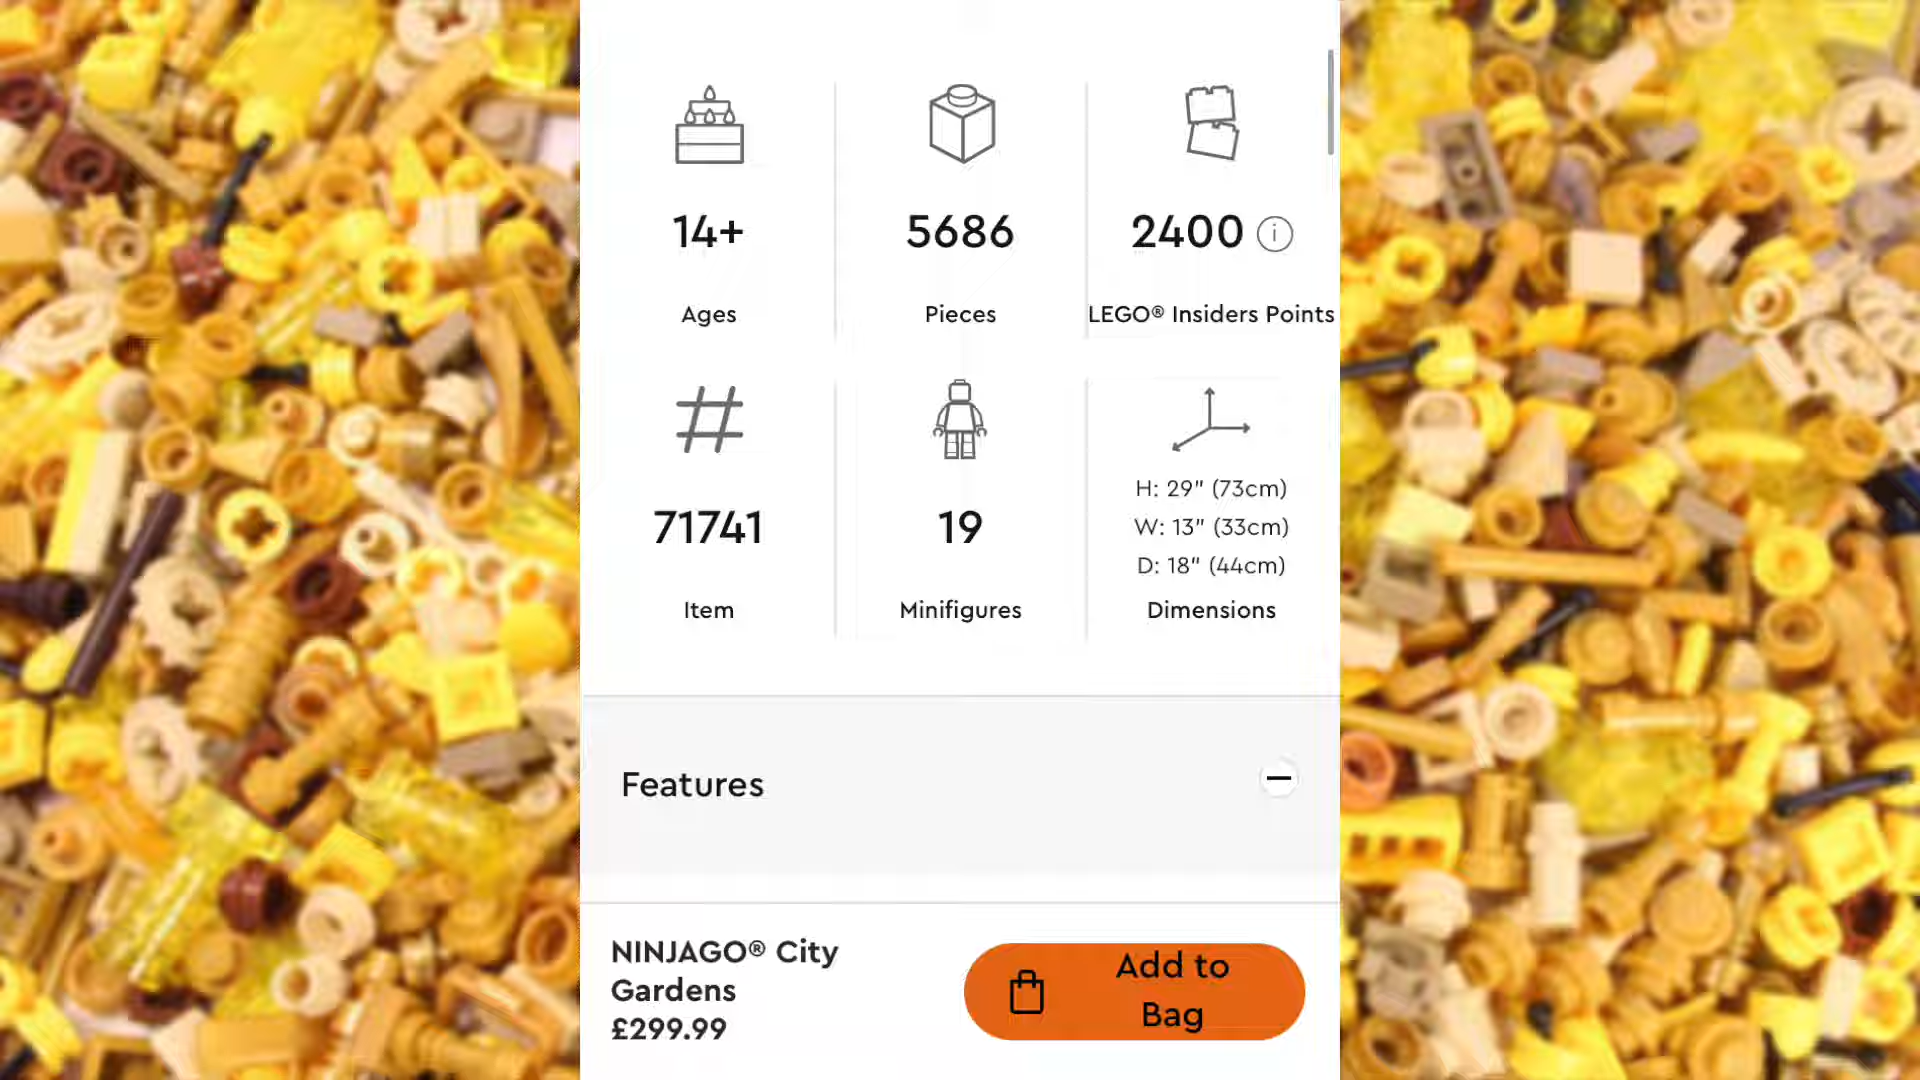 14+
5686
2400 i
Ages
Pieces
LEGO® Insiders Points
71741
19
H: 29" (73cm)
W: 13" (33cm)
D: 18" (44cm)
Item
Minifigures
Dimensions
Features
NINJAGO® City
Gardens
£299.99
Add to
Bag